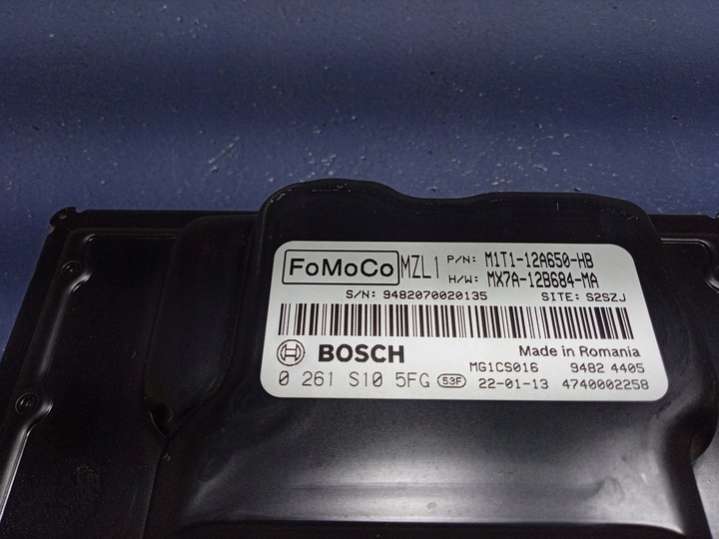 FoMoCo MZL1 P/N: M1T1-12A650-HB
H/W: MX7A-12B684-MA
S/N: 9482070020135 SITE: S2SZJ
BOSCH Made in Romania
MG1CS016 9482 4405
0 261 S10 5FG 53F 22-01-13 4740002258